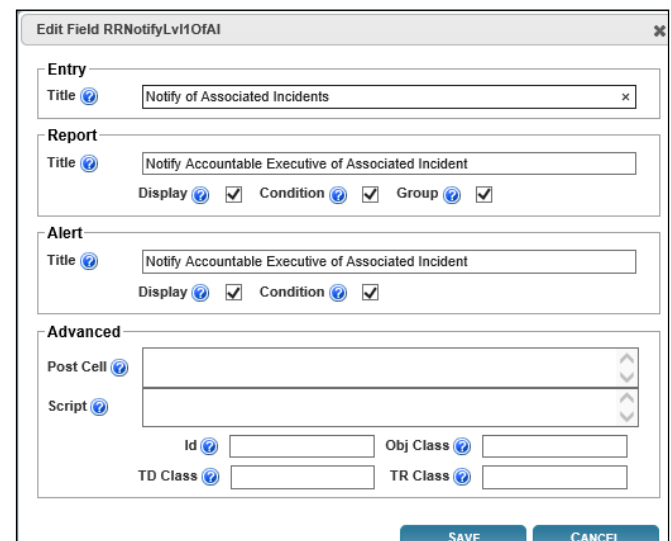 Edit Field RRNotifyLvl1OfAI
Entry
Title Notify of Associated Incidents
Report
Title Notify Accountable Executive of Associated Incident
Display Condition Group
Alert
Title Notify Accountable Executive of Associated Incident
Display Condition
Advanced
Post Cell
Script
Id Obj Class
TD Class TR Class
SAVE CANCEL